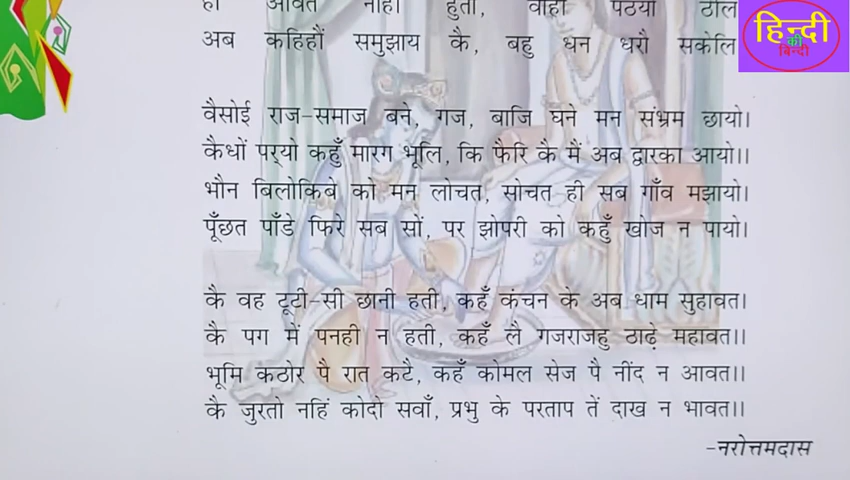 आवत नाहीं हुतौ, वाही पठयो
अब कहिहौं समुझाय कै, बहु धन धरौ सकेलि
हिन्दी
की
बिन्दी
वैसोई राज-समाज बने, गज, बाजि घने मन संभ्रम छायो।
कैधों पर्‌यो कहुँ मारग भूलि, कि फैरि कै मैं अब द्वारका आयो॥
भौन बिलोकिबे को मन लोचत, सोचत ही सब गाँव मझायो।
पूँछत पाँडे फिरे सब सों, पर झोपरी को कहुँ खोज न पायो।
कै वह टूटी-सी छानी हती, कहँ कंचन के अब धाम सुहावत।
कै पग में पनही न हती, कहँ लै गजराजहु ठाढ़े महावत॥
भूमि कठोर पै रात कटै, कहँ कोमल सेज पै नींद न आवत॥
कै जुरतो नहिं कोदो सवाँ, प्रभु के परताप तें दाख न भावत॥
-नरोत्तमदास